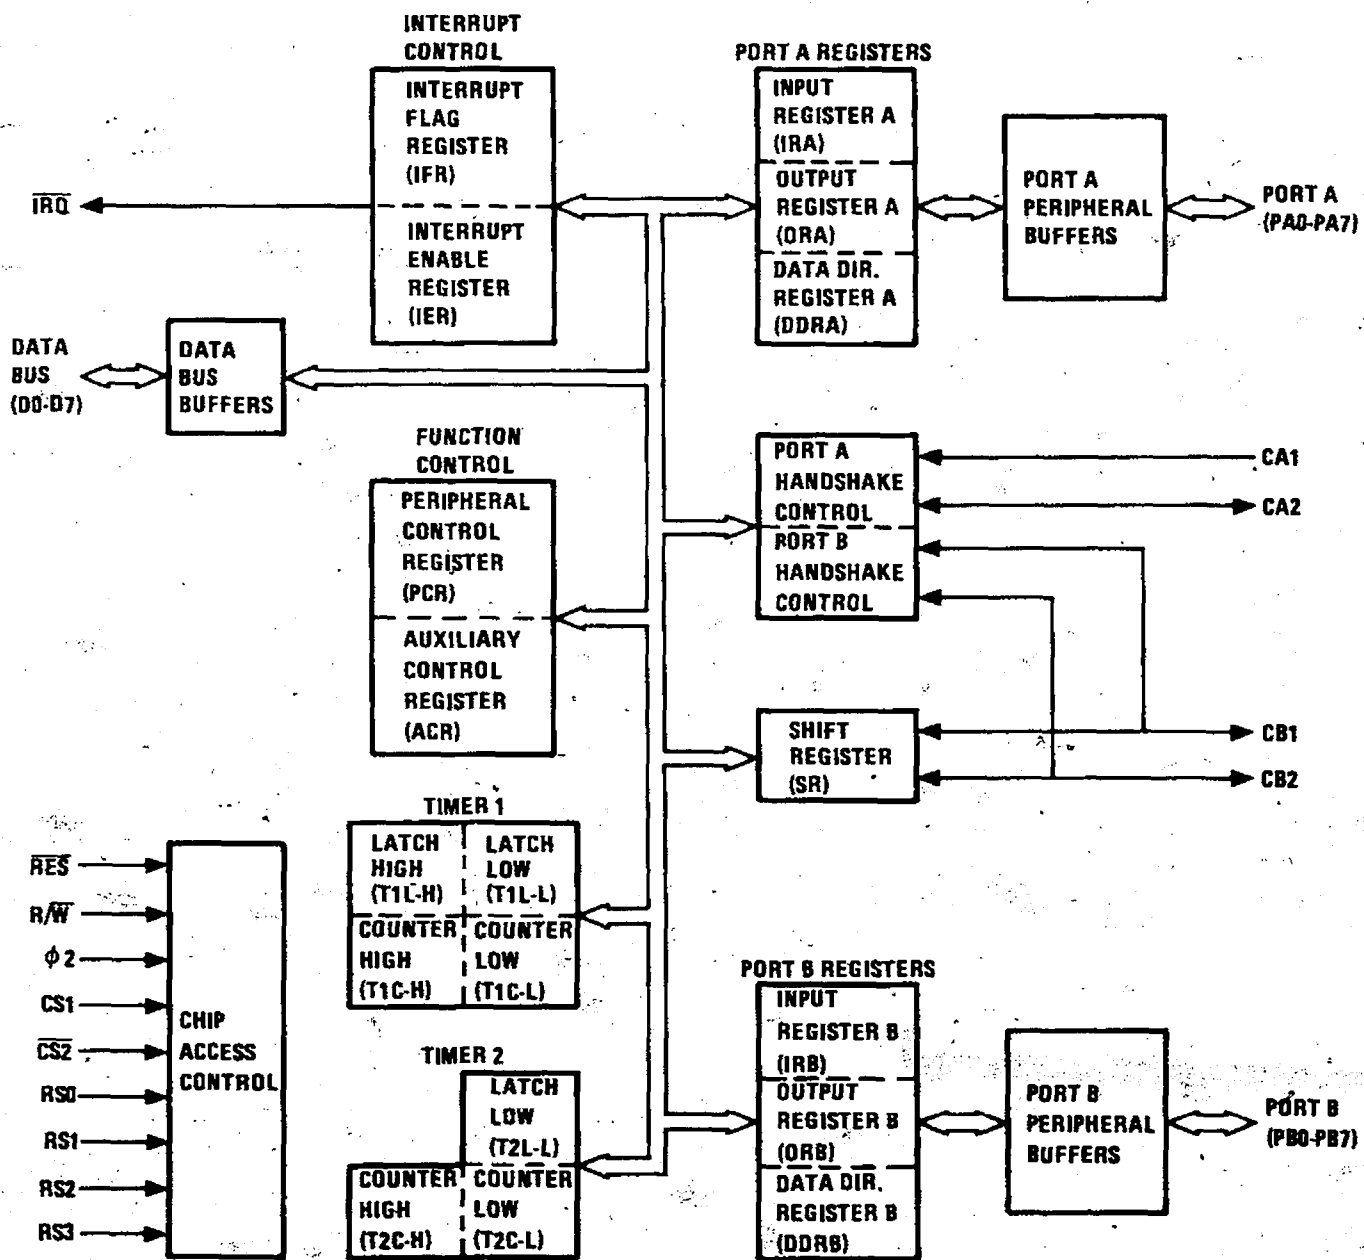 INTERRUPT
CONTROL
INTERRUPT
FLAG
REGISTER
(IFR)
INTERRUPT
ENABLE
REGISTER
(IER)
IRQ
DATA
BUS
(D0-D7)
DATA
BUS
BUFFERS
FUNCTION
CONTROL
PERIPHERAL
CONTROL
REGISTER
(PCR)
AUXILIARY
CONTROL
REGISTER
(ACR)
TIMER 1
LATCH
HIGH
(T1L-H)
LATCH
LOW
(T1L-L)
COUNTER
HIGH
(T1C-H)
COUNTER
LOW
(T1C-L)
TIMER 2
LATCH
LOW
(T2L-L)
COUNTER
HIGH
(T2C-H)
COUNTER
LOW
(T2C-L)
RES
R/W
ϕ2
CS1
CS2
RS0
RS1
RS2
RS3
CHIP
ACCESS
CONTROL
PORT A REGISTERS
INPUT
REGISTER A
(IRA)
OUTPUT
REGISTER A
(ORA)
DATA DIR.
REGISTER A
(DDRA)
PORT A
PERIPHERAL
BUFFERS
PORT A
(PA0-PA7)
PORT A
HANDSHAKE
CONTROL
PORT B
HANDSHAKE
CONTROL
CA1
CA2
SHIFT
REGISTER
(SR)
CB1
CB2
PORT B REGISTERS
INPUT
REGISTER B
(IRB)
OUTPUT
REGISTER B
(ORB)
DATA DIR.
REGISTER B
(DDRB)
PORT B
PERIPHERAL
BUFFERS
PORT B
(PB0-PB7)